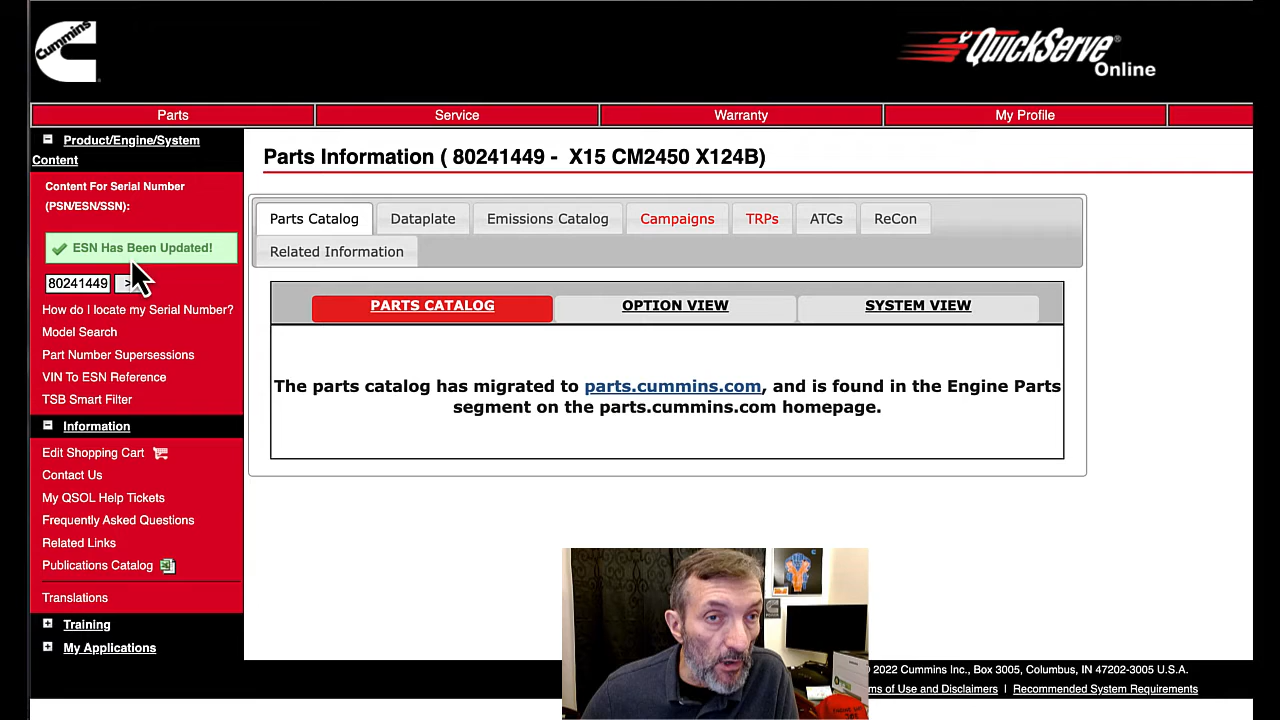 Cummins
QuickServe®
Online
Parts
Service
Warranty
My Profile
Product/Engine/System
Content
Content For Serial Number
(PSN/ESN/SSN):
ESN Has Been Updated!
80241449
How do I locate my Serial Number?
Model Search
Part Number Supersessions
VIN To ESN Reference
TSB Smart Filter
Information
Edit Shopping Cart
Contact Us
My QSOL Help Tickets
Frequently Asked Questions
Related Links
Publications Catalog
Translations
Training
My Applications
Parts Information ( 80241449 - X15 CM2450 X124B)
Parts Catalog
Dataplate
Emissions Catalog
Campaigns
TRPs
ATCs
ReCon
Related Information
PARTS CATALOG
OPTION VIEW
SYSTEM VIEW
The parts catalog has migrated to parts.cummins.com, and is found in the Engine Parts
segment on the parts.cummins.com homepage.
2022 Cummins Inc., Box 3005, Columbus, IN 47202-3005 U.S.A.
ms of Use and Disclaimers | Recommended System Requirements